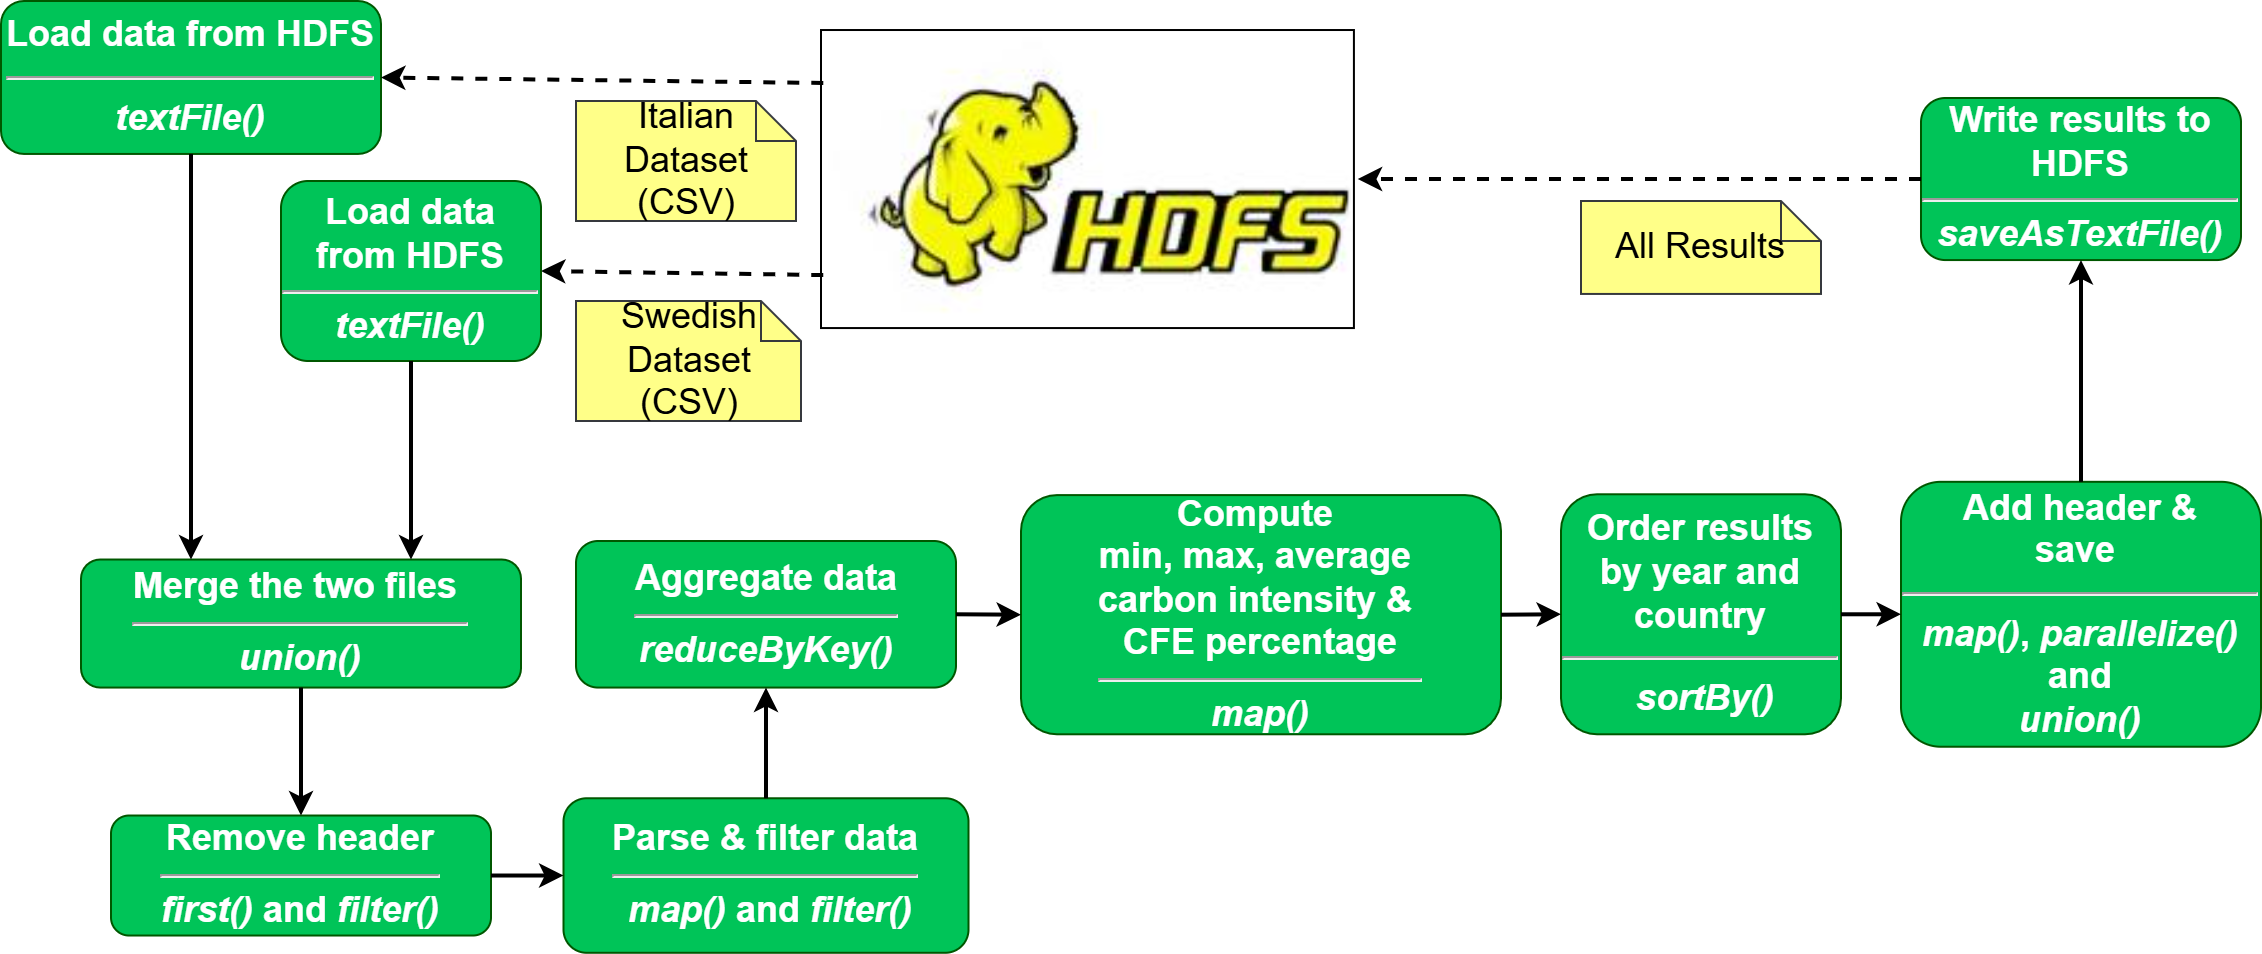 Load data from HDFS
textFile()
Load data
from HDFS
textFile()
Italian
Dataset
(CSV)
Swedish
Dataset
(CSV)
HDFS
All Results
Write results to
HDFS
saveAsTextFile()
Merge the two files
union()
Remove header
first() and filter()
Parse & filter data
map() and filter()
Aggregate data
reduceByKey()
Compute
min, max, average
carbon intensity &
CFE percentage
map()
Order results
by year and
country
sortBy()
Add header &
save
map(), parallelize()
and
union()